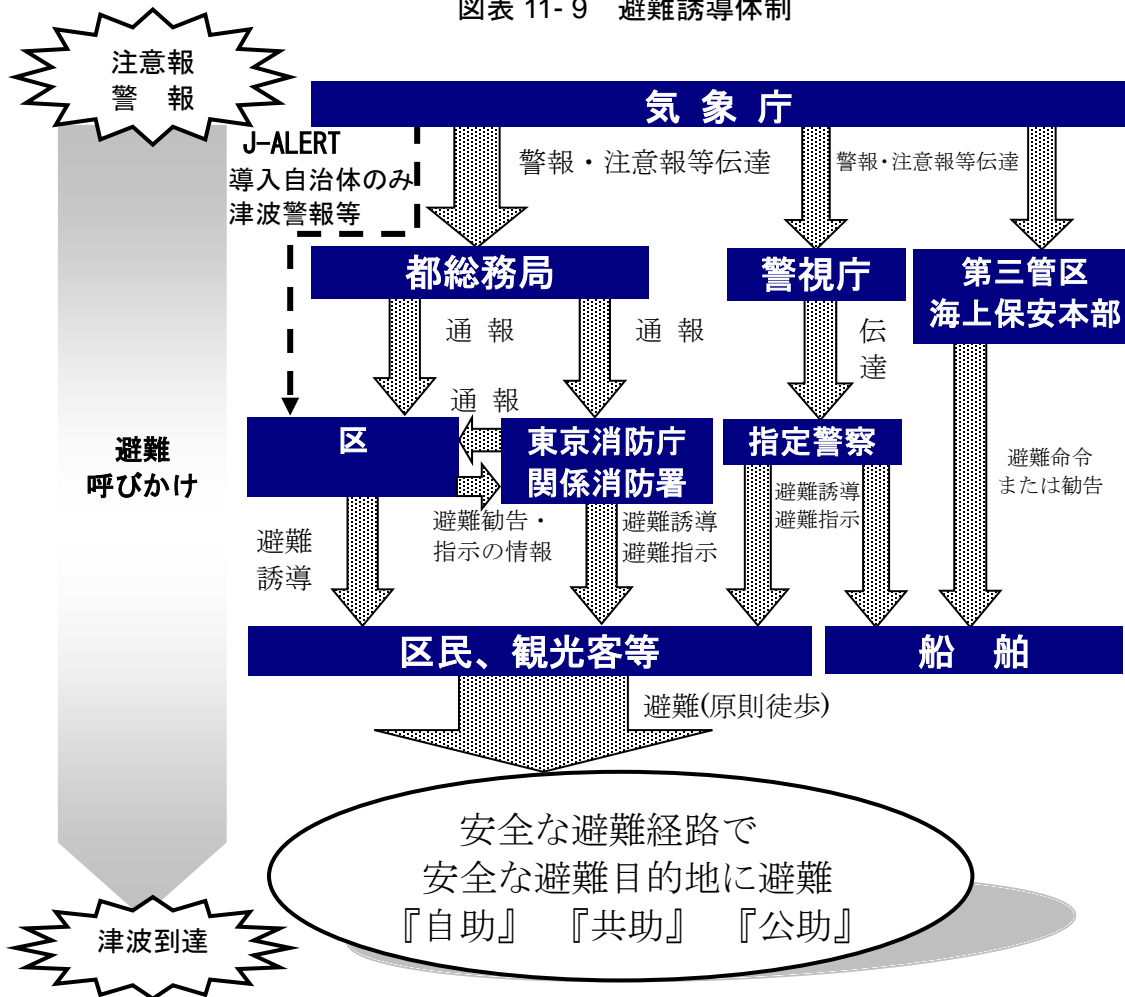 図表 11- 9　避難誘導体制
注意報
警　報
気 象 庁
J-ALERT
導入自治体のみ
津波警報等
警報・注意報等伝達
警報・注意報等伝達
都総務局
警視庁
第三管区
海上保安本部
通 報
通 報
伝
達
通 報
区
東京消防庁
関係消防署
指定警察
避難
呼びかけ
避難命令
または勧告
避難
誘導
避難勧告・
指示の情報
避難誘導
避難指示
避難誘導
避難指示
区民、観光客等
船　舶
避難(原則徒歩)
安全な避難経路で
安全な避難目的地に避難
『自助』　『共助』　『公助』
津波到達